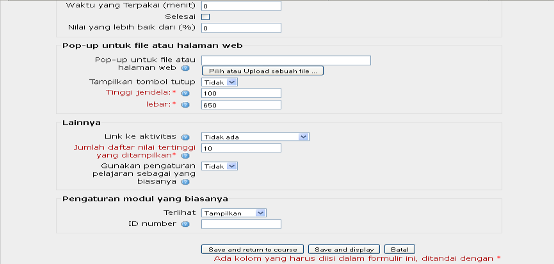 Waktu yang Terpakai (menit) 0
Selesai
Nilai yang lebih baik dari (%) 0
Pop-up untuk file atau halaman web
Pop-up untuk file atau
halaman web
Pilih atau Upload sebuah file ...
Tampilkan tombol tutup Tidak
Tinggi jendela:* 100
lebar:* 650
Lainnya
Link ke aktivitas Tidak ada
Jumlah daftar nilai tertinggi
yang ditampilkan* 10
Gunakan pengaturan
pelajaran sebagai yang
biasanya Tidak
Pengaturan modul yang biasanya
Terlihat Tampilkan
ID number
Save and return to course Save and display Batal
Ada kolom yang harus diisi dalam formulir ini, ditandai dengan *